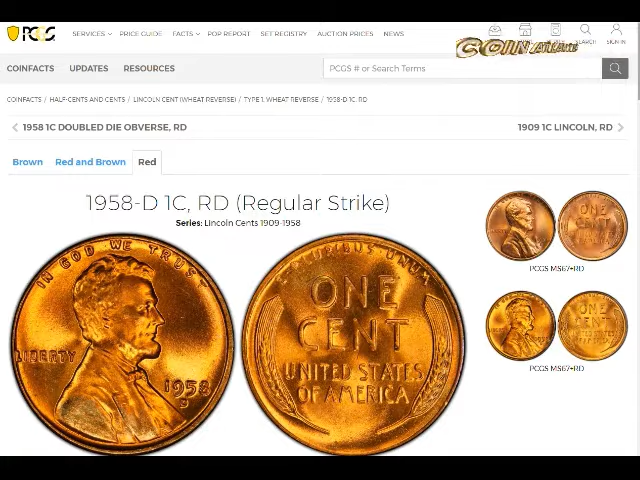 PCGS
SERVICES PRICE GUIDE FACTS POP REPORT SET REGISTRY AUCTION PRICES NEWS
SEARCH SIGN IN
COIN
COINFACTS UPDATES RESOURCES
PCGS # or Search Terms
COINFACTS / HALF-CENTS AND CENTS / LINCOLN CENT (WHEAT REVERSE) / TYPE 1, WHEAT REVERSE / 1958-D 1C, RD
1958 1C DOUBLED DIE OBVERSE, RD
1909 1C LINCOLN, RD
Brown Red and Brown Red
1958-D 1C, RD (Regular Strike)
Series: Lincoln Cents 1909-1958
IN GOD WE TRUST
LIBERTY
1958
D
E PLURIBUS UNUM
ONE
CENT
UNITED STATES
OF AMERICA
ONE
CENT
PCGS MS67+RD
ONE
CENT
PCGS MS67+RD